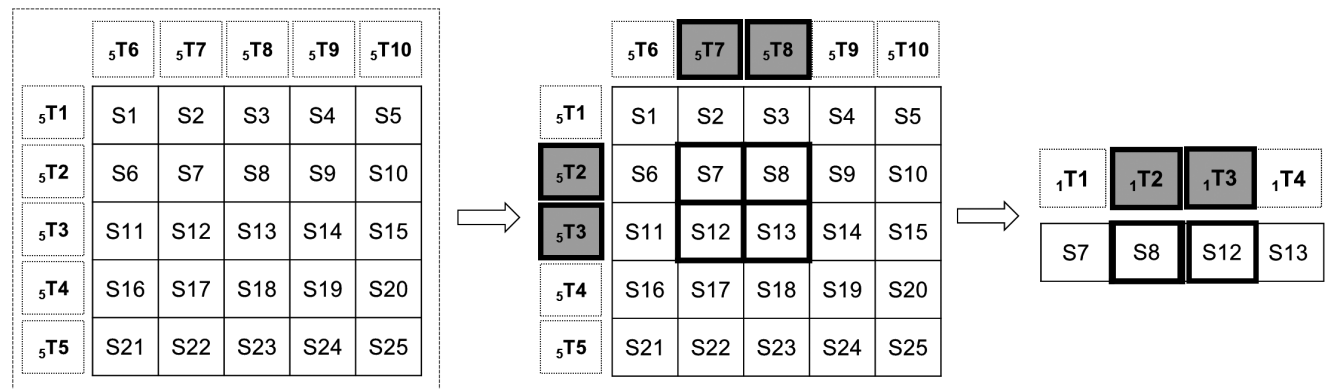 ₅T6 ₅T7 ₅T8 ₅T9 ₅T10
₅T1 S1 S2 S3 S4 S5
₅T2 S6 S7 S8 S9 S10
₅T3 S11 S12 S13 S14 S15
₅T4 S16 S17 S18 S19 S20
₅T5 S21 S22 S23 S24 S25
₅T6 ₅T7 ₅T8 ₅T9 ₅T10
₅T1 S1 S2 S3 S4 S5
₅T2 S6 S7 S8 S9 S10
₅T3 S11 S12 S13 S14 S15
₅T4 S16 S17 S18 S19 S20
₅T5 S21 S22 S23 S24 S25
₁T1 ₁T2 ₁T3 ₁T4
S7 S8 S12 S13